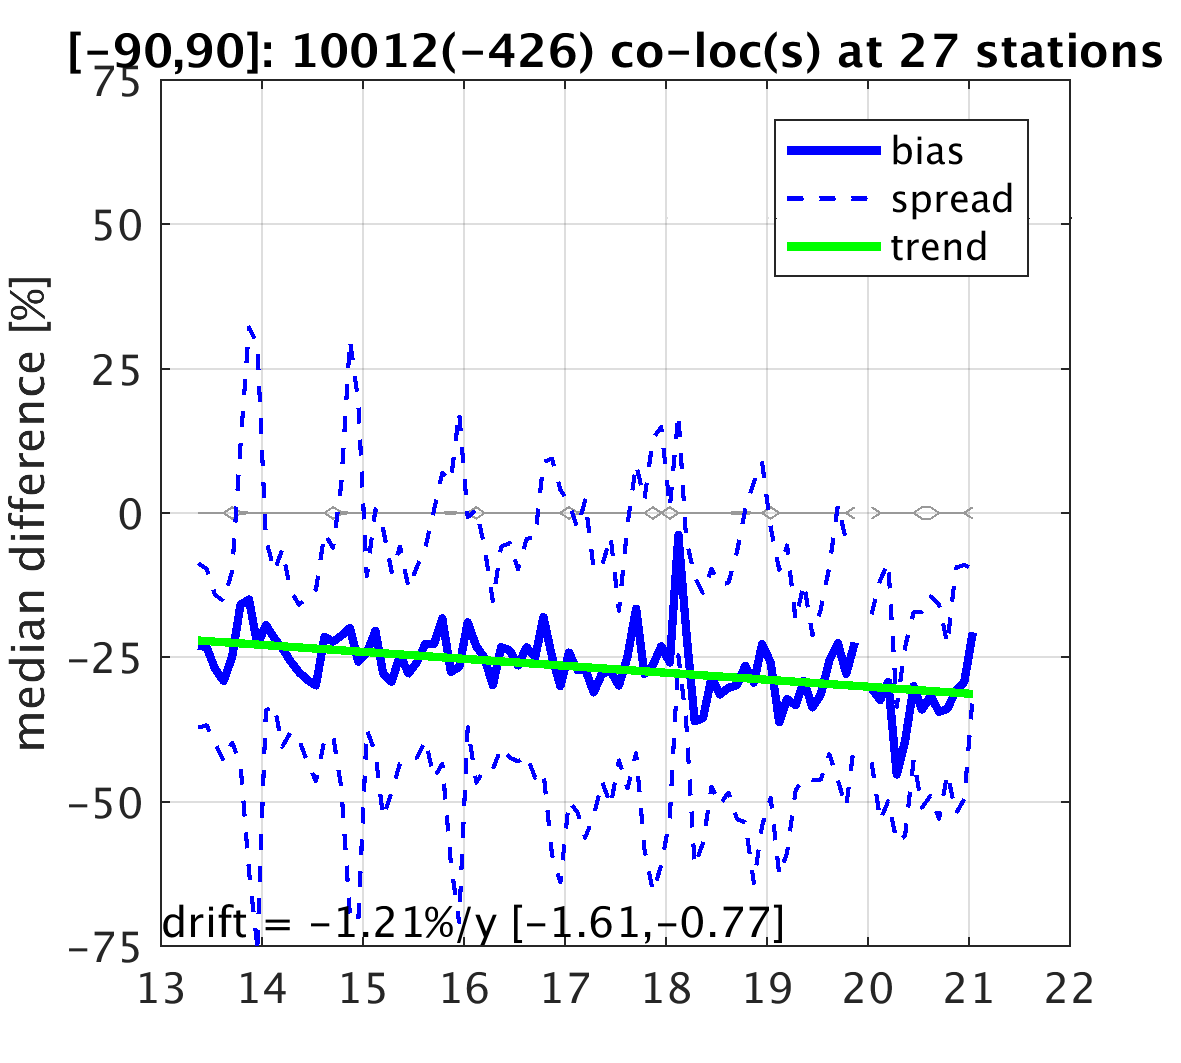 [-90,90]: 10012(-426) co-loc(s) at 27 stations
75
50
25
0
-25
-50
-75
median difference [%]
bias
spread
trend
drift = -1.21%/y [-1.61,-0.77]
13 14 15 16 17 18 19 20 21 22